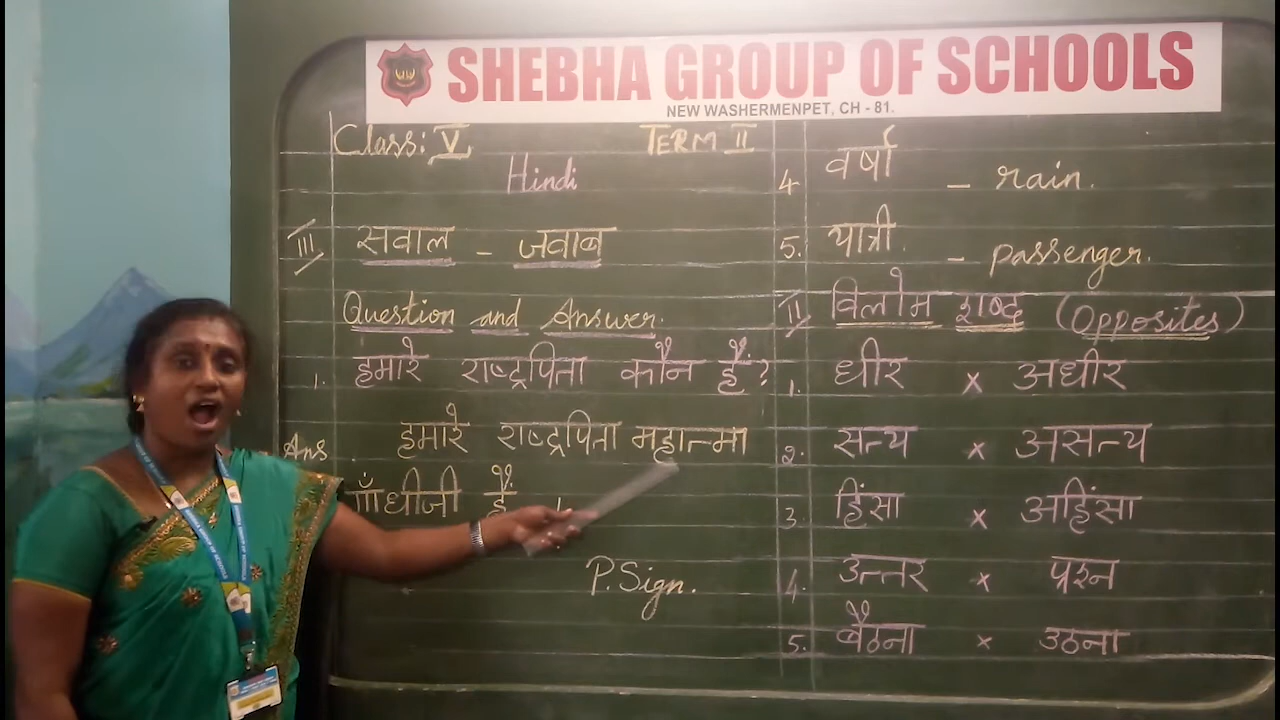 SHEBHA GROUP OF SCHOOLS
NEW WASHERMENPET, CH - 81.
Class: V TERM II
Hindi
III सवाल - जवाब
Question and Answer.
1. हमारे राष्ट्रपिता कौन हैं ?
Ans हमारे राष्ट्रपिता महात्मा
गाँधीजी हैं ।
P. Sign.
4. वर्षा - rain.
5. यात्री - passenger.
II विलोम शब्द (Opposites)
1. धीर x अधीर
2. सत्य x असत्य
3. हिंसा x अहिंसा
4. उत्तर x प्रश्न
5. बैठना x उठना